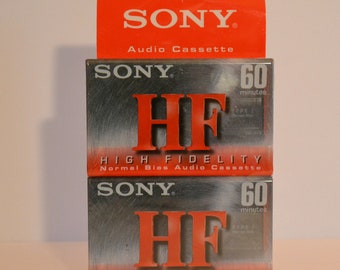 SONY
Audio Cassette
SONY 60
minutes
HF
HIGH FIDELITY
Normal Bias Audio Cassette
SONY 60
minutes
HF